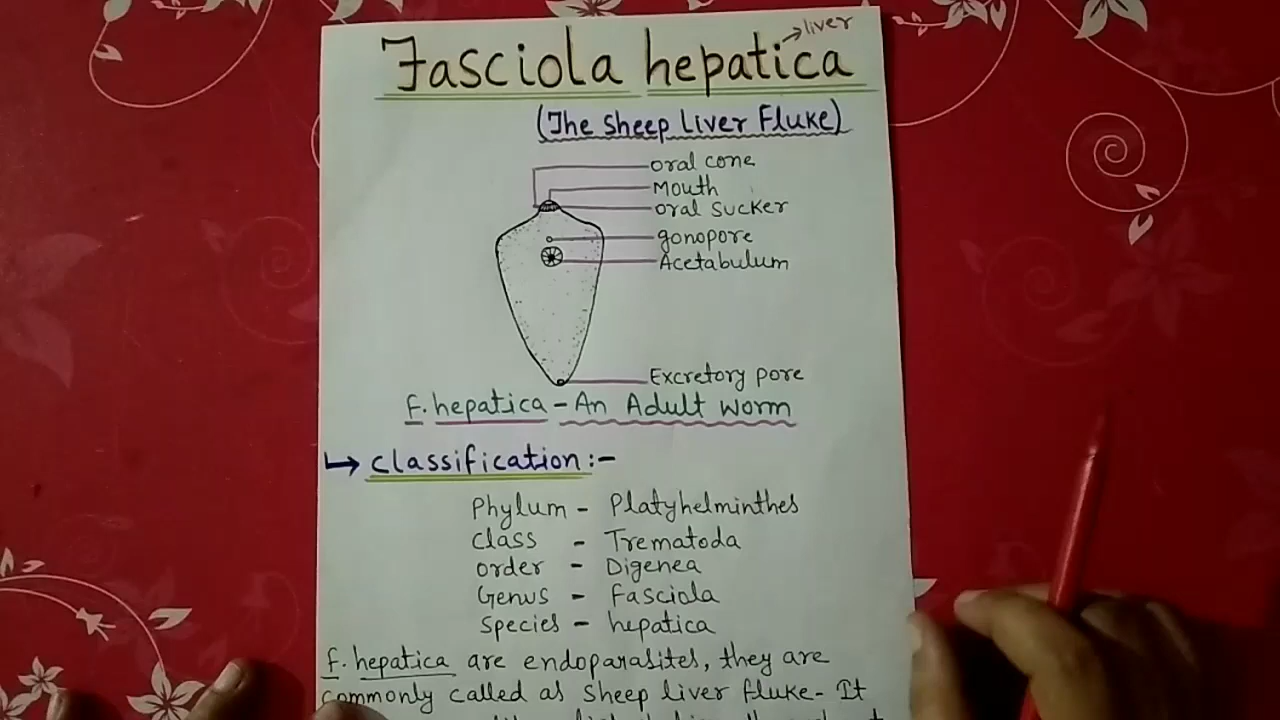 Fasciola hepatica → liver
(The Sheep Liver Fluke)
oral cone
Mouth
oral sucker
gonopore
Acetabulum
Excretory pore
F. hepatica - An Adult worm
↳ classification:-
Phylum - Platyhelminthes
class - Trematoda
order - Digenea
Genus - Fasciola
species - hepatica
F. hepatica are endoparasites, they are
commonly called as sheep liver fluke. It